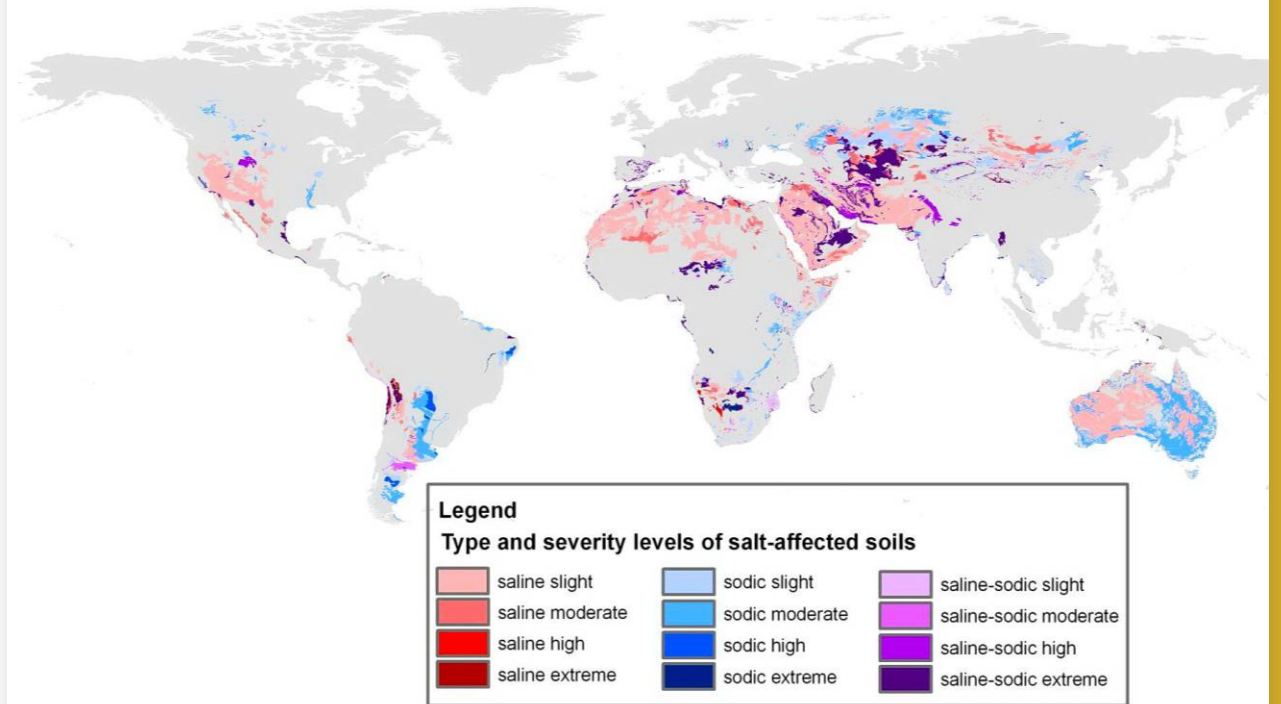 Legend
Type and severity levels of salt-affected soils
saline slight
saline moderate
saline high
saline extreme
sodic slight
sodic moderate
sodic high
sodic extreme
saline-sodic slight
saline-sodic moderate
saline-sodic high
saline-sodic extreme